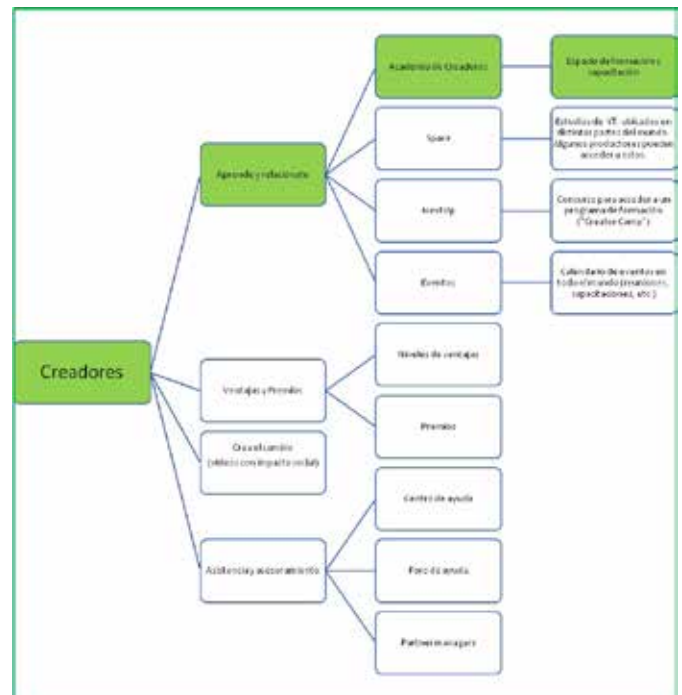 Academia de Creadores
Espacio de formación y
capacitación
Space
Estudios de YT ubicados en
distintas partes del mundo.
Algunos productores pueden
acceder a estos.
Aprende y relaciónate
NextUp
Concurso para acceder a un
programa de formación
("Creator Camp")
Eventos
Calendario de eventos en
todo el mundo (reuniones,
capacitaciones, etc.)
Creadores
Ventajas y Premios
Niveles de ventajas
Premios
Crea el cambio
(videos con impacto social)
Centro de ayuda
Asistencia y asesoramiento
Foro de ayuda
Partner managers